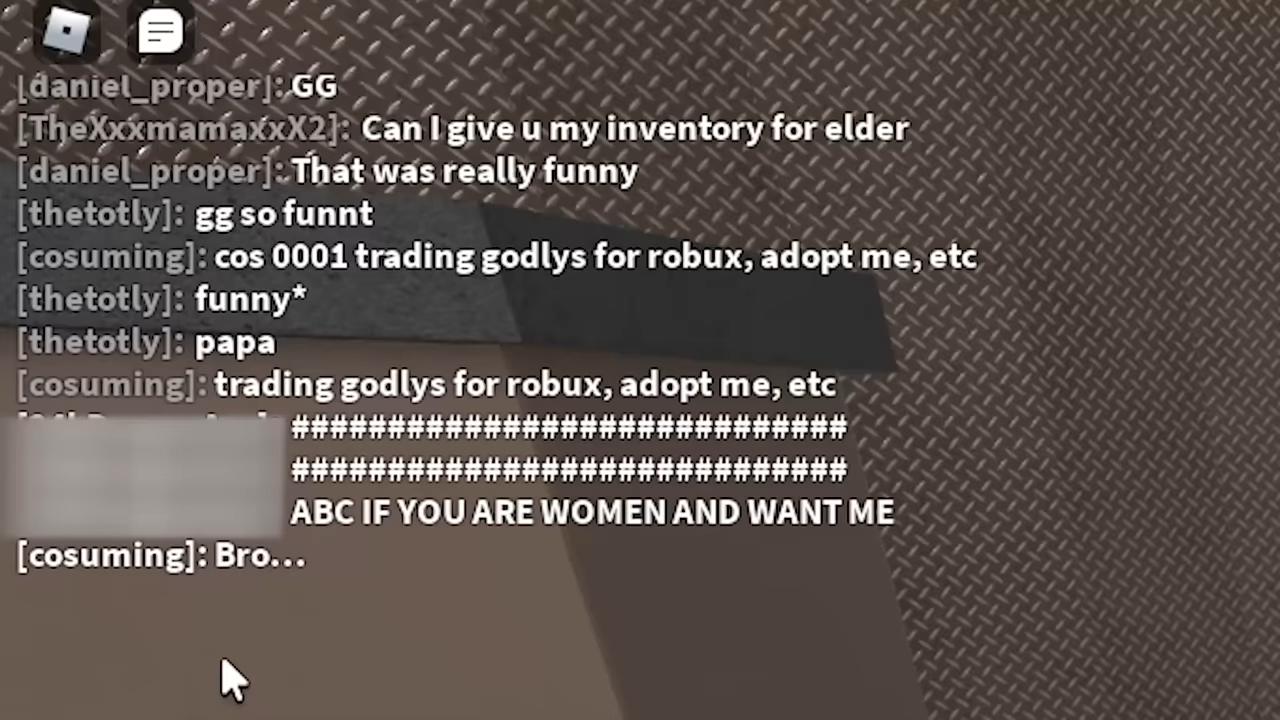 [daniel_proper]: GG
[TheXxxmamaxxX2]: Can I give u my inventory for elder
[daniel_proper]: That was really funny
[thetotly]: gg so funnt
[cosuming]: cos 0001 trading godlys for robux, adopt me, etc
[thetotly]: funny*
[thetotly]: papa
[cosuming]: trading godlys for robux, adopt me, etc
#############################
#############################
ABC IF YOU ARE WOMEN AND WANT ME
[cosuming]: Bro...